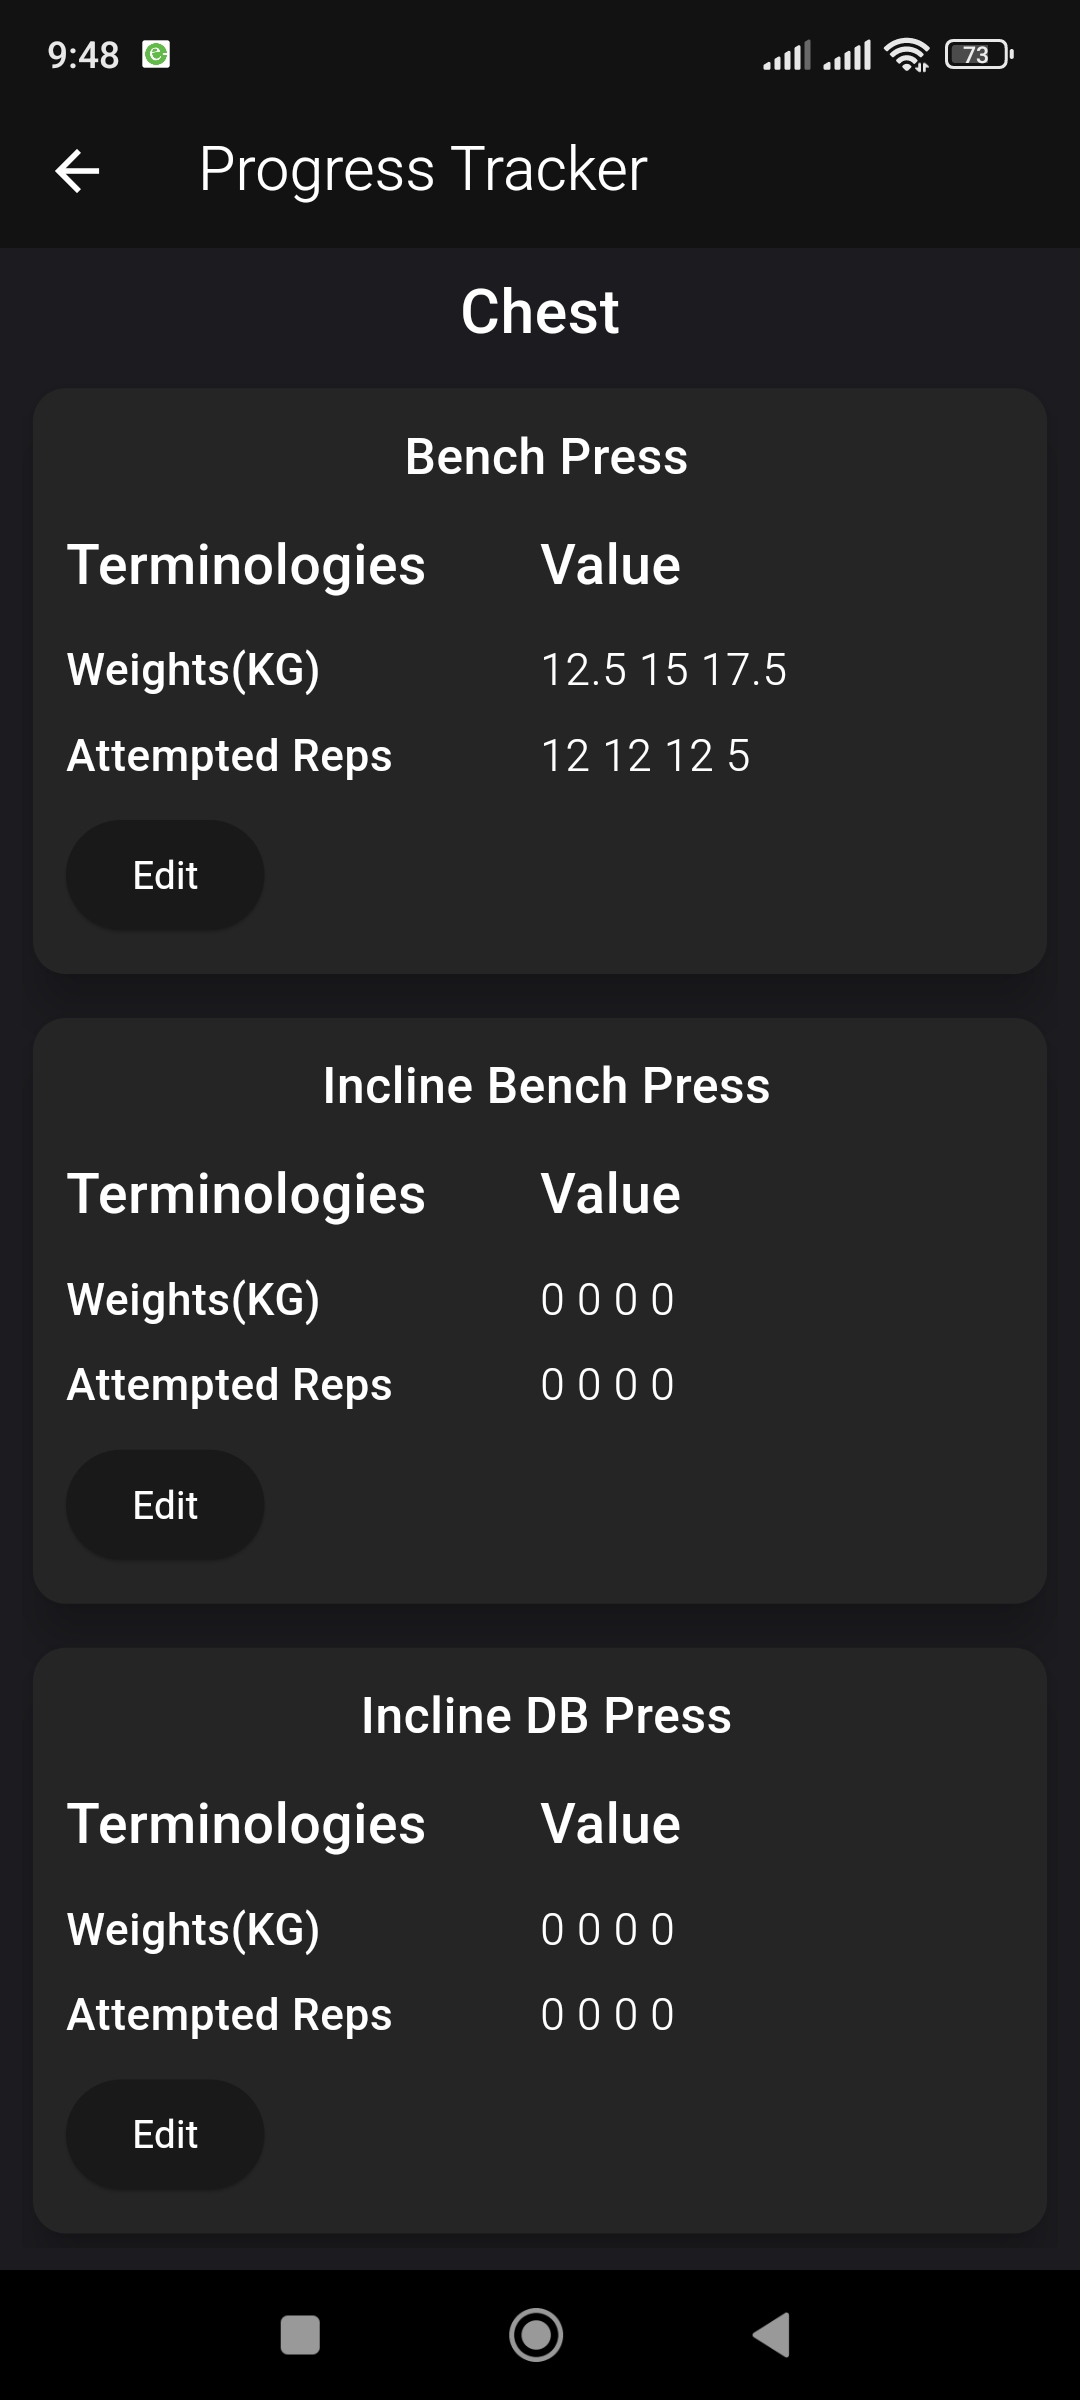 9:48 73
Progress Tracker
Chest
Bench Press
Terminologies Value
Weights(KG) 12.5 15 17.5
Attempted Reps 12 12 12 5
Edit
Incline Bench Press
Terminologies Value
Weights(KG) 0 0 0 0
Attempted Reps 0 0 0 0
Edit
Incline DB Press
Terminologies Value
Weights(KG) 0 0 0 0
Attempted Reps 0 0 0 0
Edit